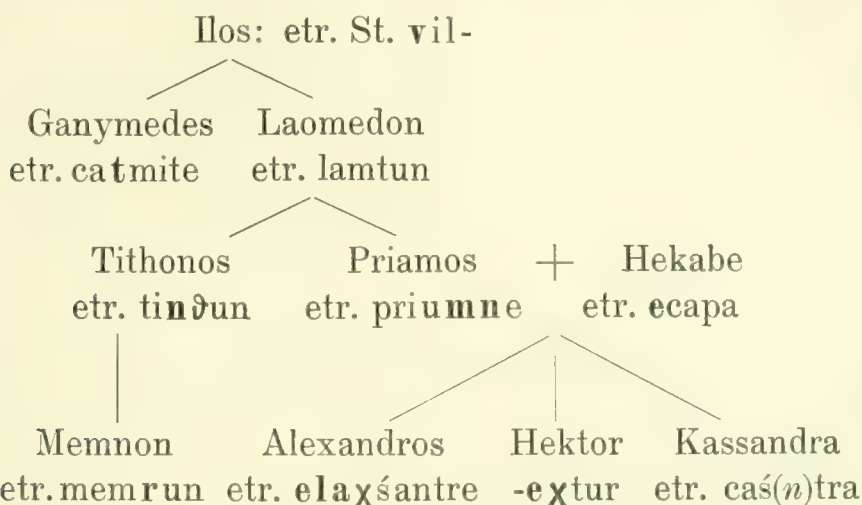 Ilos: etr. St. vil-
Ganymedes Laomedon
etr. catmite etr. lamtun
Tithonos Priamos + Hekabe
etr. tinϑun etr. priumne etr. ecapa
Memnon Alexandros Hektor Kassandra
etr. memrun etr. elaχśantre -eχtur etr. caś(n)tra